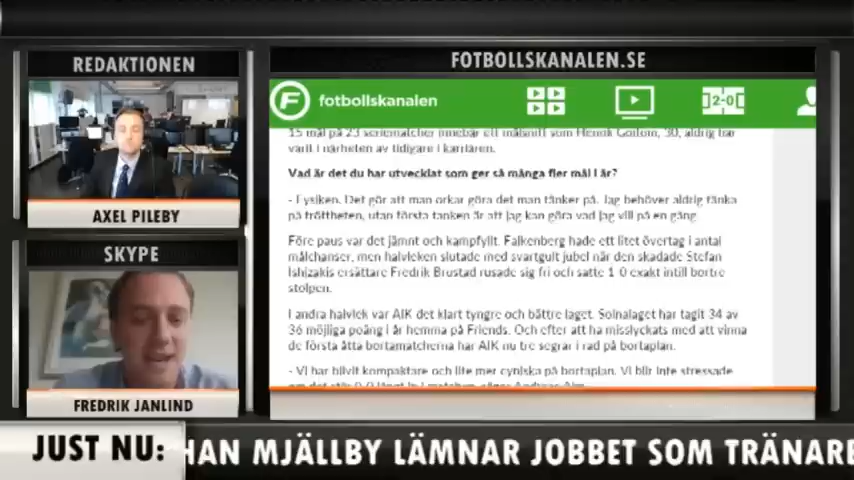 REDAKTIONEN
AXEL PILEBY
SKYPE
FREDRIK JANLIND
FOTBOLLSKANALEN.SE
F fotbollskanalen 2-0
15 mål på 23 seriematcher innebär ett målsnitt som Henok Goitom, 30, aldrig har
varit i närheten av tidigare i karriären.
Vad är det du har utvecklat som ger så många fler mål i år?
- Fysiken. Det gör att man orkar göra det man tänker på. Jag behöver aldrig tänka
på tröttheten, utan första tanken är att jag kan göra vad jag vill på en gång.
Före paus var det jämnt och kampfyllt. Falkenberg hade ett litet övertag i antal
målchanser, men halvleken slutade med svartgult jubel när den skadade Stefan
Ishizakis ersättare Fredrik Brustad rusade sig fri och satte 1-0 exakt intill bortre
stolpen.
I andra halvlek var AIK det klart tyngre och bättre laget. Solnalaget har tagit 34 av
36 möjliga poäng i år hemma på Friends. Och efter att ha misslyckats med att vinna
de första åtta bortamatcherna har AIK nu tre segrar i rad på bortaplan.
- Vi har blivit kompaktare och lite mer cyniska på bortaplan. Vi blir inte stressade
JUST NU: HAN MJÄLLBY LÄMNAR JOBBET SOM TRÄNARE